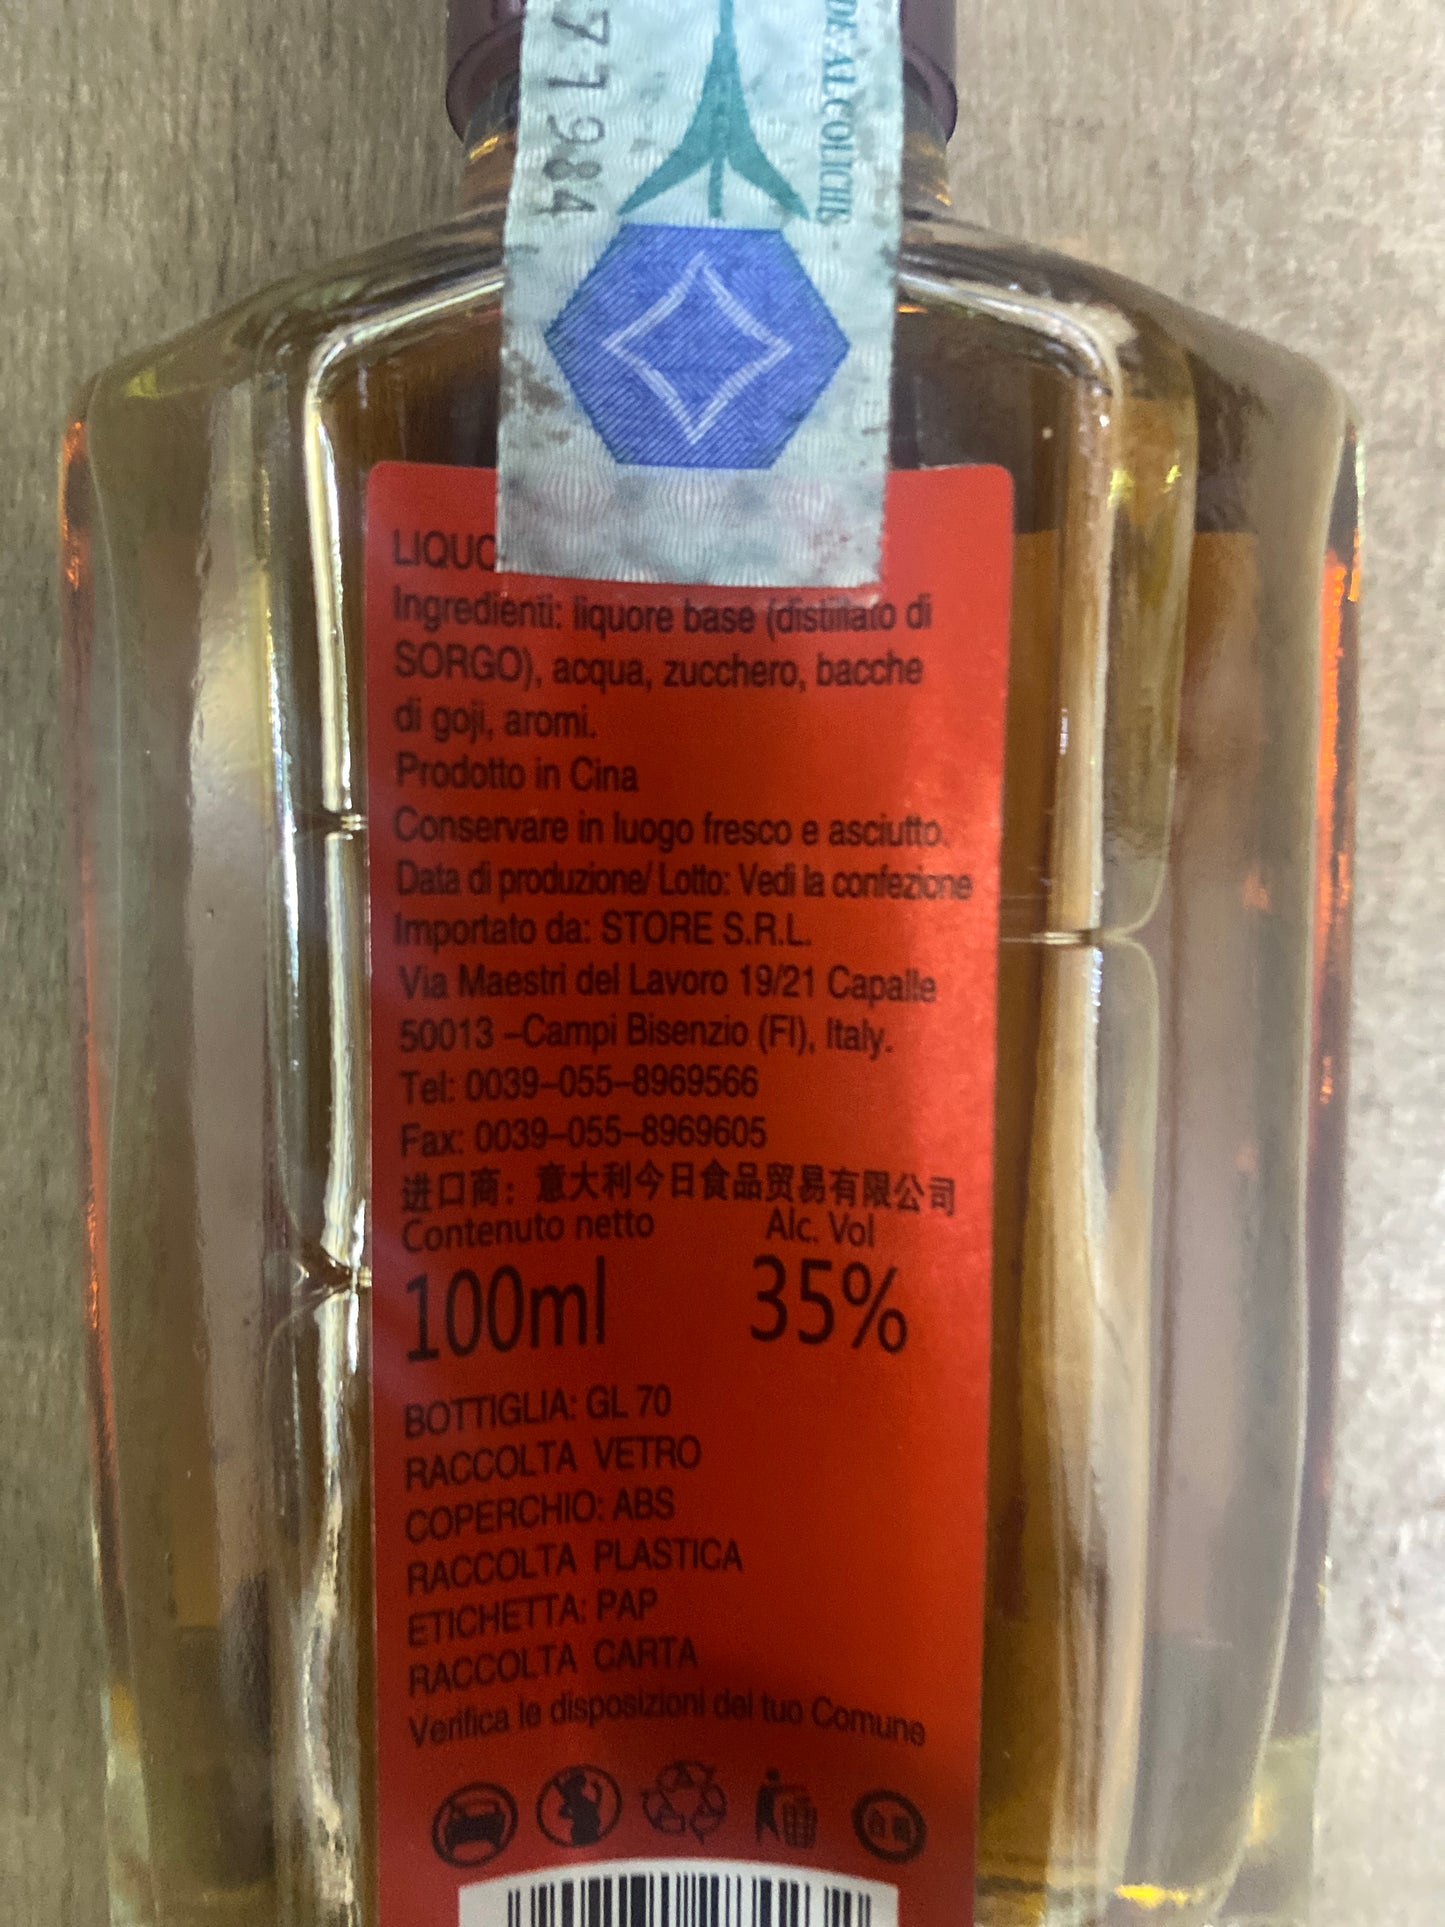 71984
DE ALCOLICHE
LIQUO
Ingredienti: liquore base (distillato di
SORGO), acqua, zucchero, bacche
di goji, aromi.
Prodotto in Cina
Conservare in luogo fresco e asciutto.
Data di produzione/ Lotto: Vedi la confezione
Importato da: STORE S.R.L.
Via Maestri del Lavoro 19/21 Capalle
50013 –Campi Bisenzio (FI), Italy.
Tel: 0039–055–8969566
Fax: 0039–055–8969605
进口商：意大利今日食品贸易有限公司
Contenuto netto Alc. Vol
100ml 35%
BOTTIGLIA: GL 70
RACCOLTA VETRO
COPERCHIO: ABS
RACCOLTA PLASTICA
ETICHETTA: PAP
RACCOLTA CARTA
Verifica le disposizioni del tuo Comune